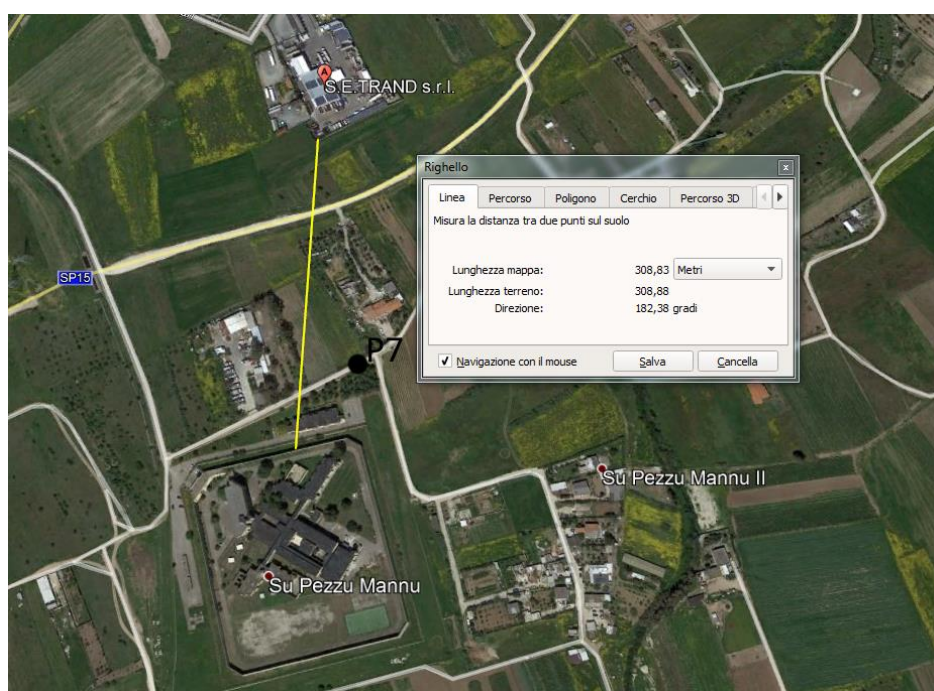 S.E.TRAND s.r.l.
Righello
x
Linea Percorso Poligono Cerchio Percorso 3D
Misura la distanza tra due punti sul suolo
Lunghezza mappa: 308,83 Metri
Lunghezza terreno: 308,88
Direzione: 182,38 gradi
Navigazione con il mouse Salva Cancella
SP15
P7
Su Pezzu Mannu II
Su Pezzu Mannu